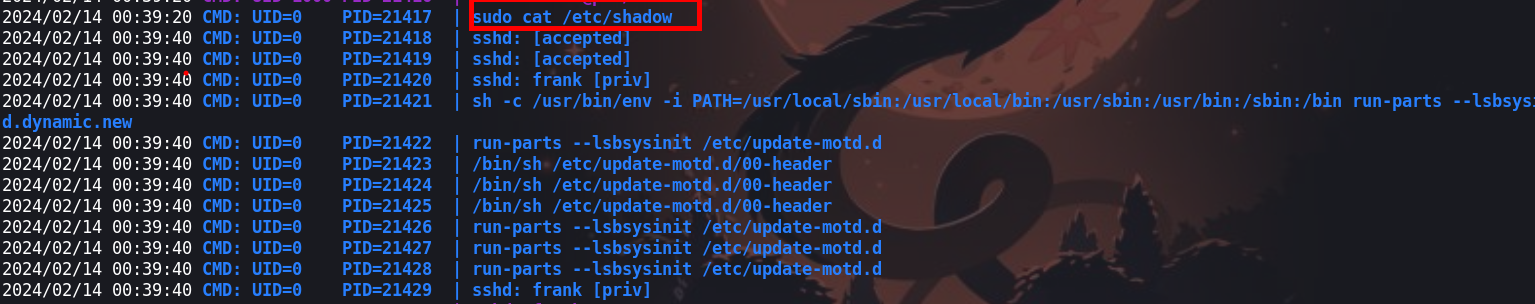 2024/02/14 00:39:20 CMD: UID=0    PID=21417  | sudo cat /etc/shadow
2024/02/14 00:39:40 CMD: UID=0    PID=21418  | sshd: [accepted]
2024/02/14 00:39:40 CMD: UID=0    PID=21419  | sshd: [accepted]
2024/02/14 00:39:40 CMD: UID=0    PID=21420  | sshd: frank [priv]
2024/02/14 00:39:40 CMD: UID=0    PID=21421  | sh -c /usr/bin/env -i PATH=/usr/local/sbin:/usr/local/bin:/usr/sbin:/usr/bin:/sbin:/bin run-parts --lsbsys
d.dynamic.new
2024/02/14 00:39:40 CMD: UID=0    PID=21422  | run-parts --lsbsysinit /etc/update-motd.d
2024/02/14 00:39:40 CMD: UID=0    PID=21423  | /bin/sh /etc/update-motd.d/00-header
2024/02/14 00:39:40 CMD: UID=0    PID=21424  | /bin/sh /etc/update-motd.d/00-header
2024/02/14 00:39:40 CMD: UID=0    PID=21425  | /bin/sh /etc/update-motd.d/00-header
2024/02/14 00:39:40 CMD: UID=0    PID=21426  | run-parts --lsbsysinit /etc/update-motd.d
2024/02/14 00:39:40 CMD: UID=0    PID=21427  | run-parts --lsbsysinit /etc/update-motd.d
2024/02/14 00:39:40 CMD: UID=0    PID=21428  | run-parts --lsbsysinit /etc/update-motd.d
2024/02/14 00:39:40 CMD: UID=0    PID=21429  | sshd: frank [priv]